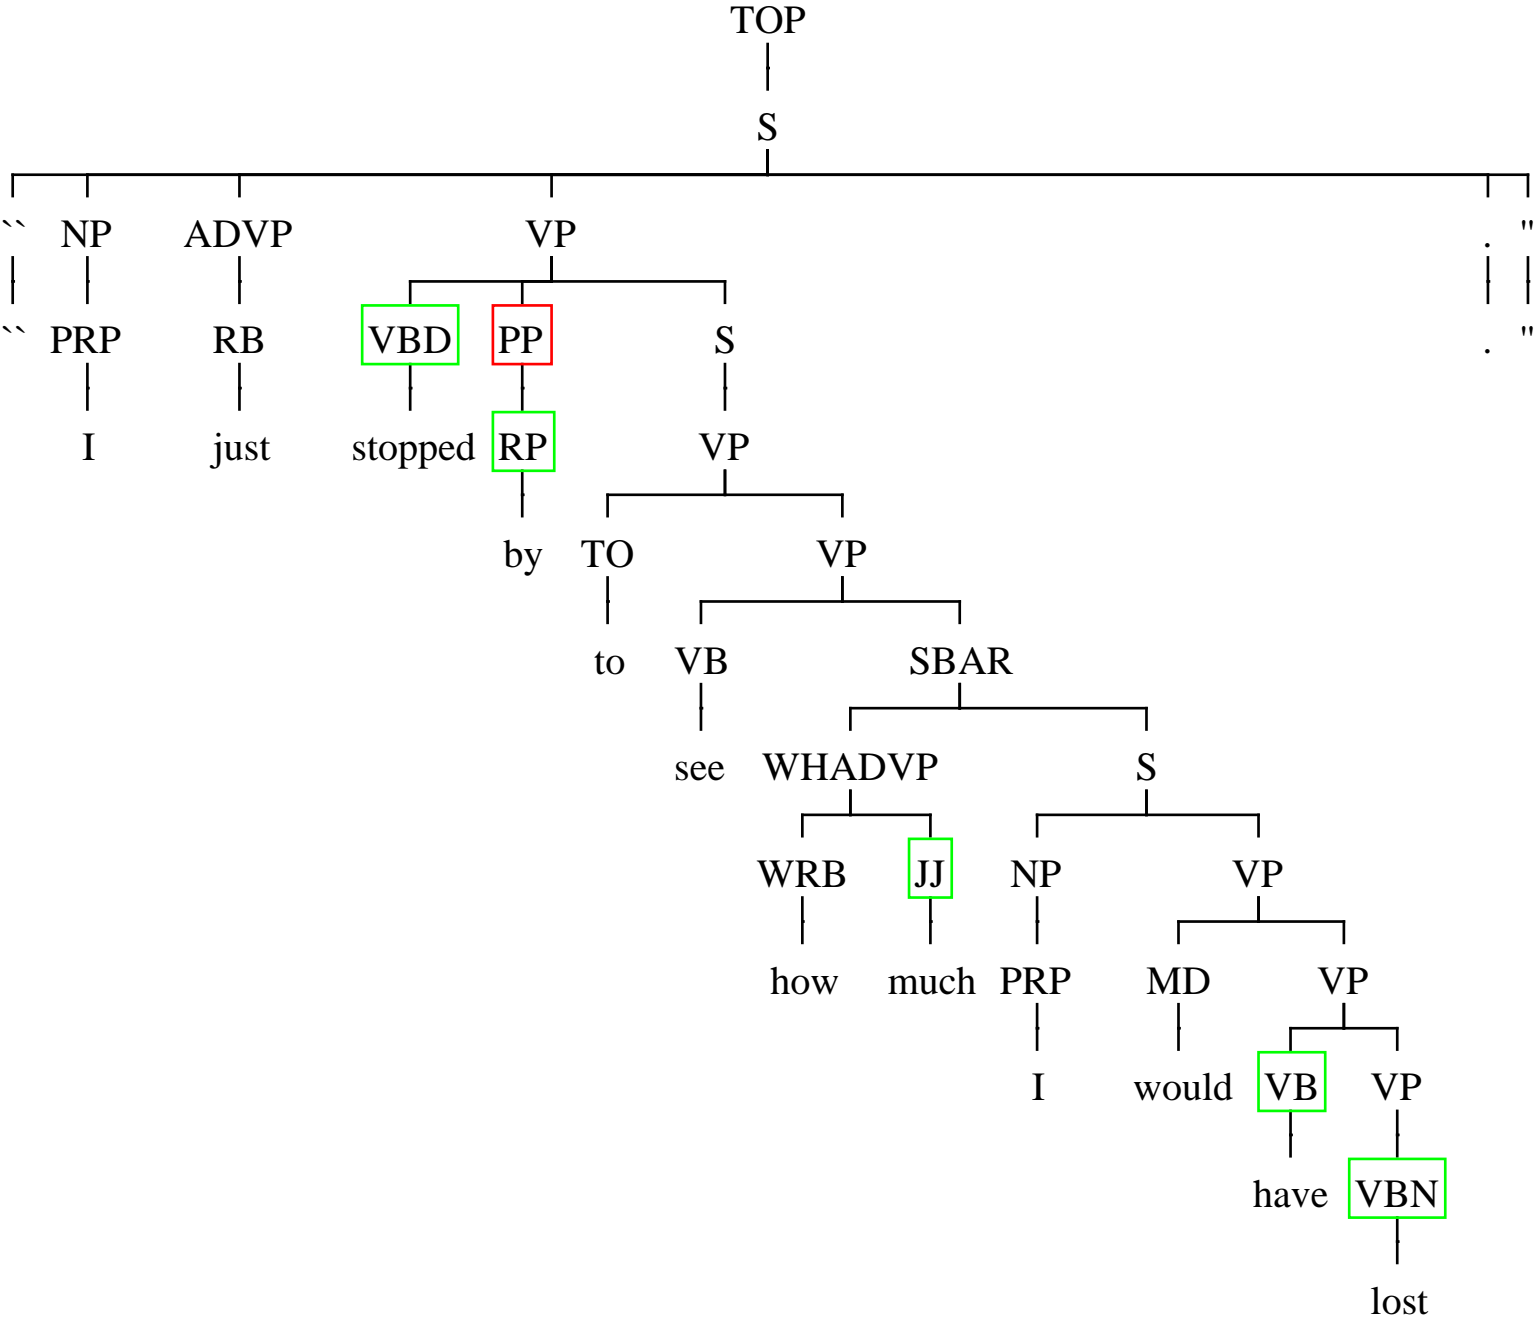 TOP
S
`` NP ADVP VP . "
`` PRP RB VBD PP S . "
I just stopped RP VP
by TO VP
to VB SBAR
see WHADVP S
WRB JJ NP VP
how much PRP MD VP
I would VB VP
have VBN
lost